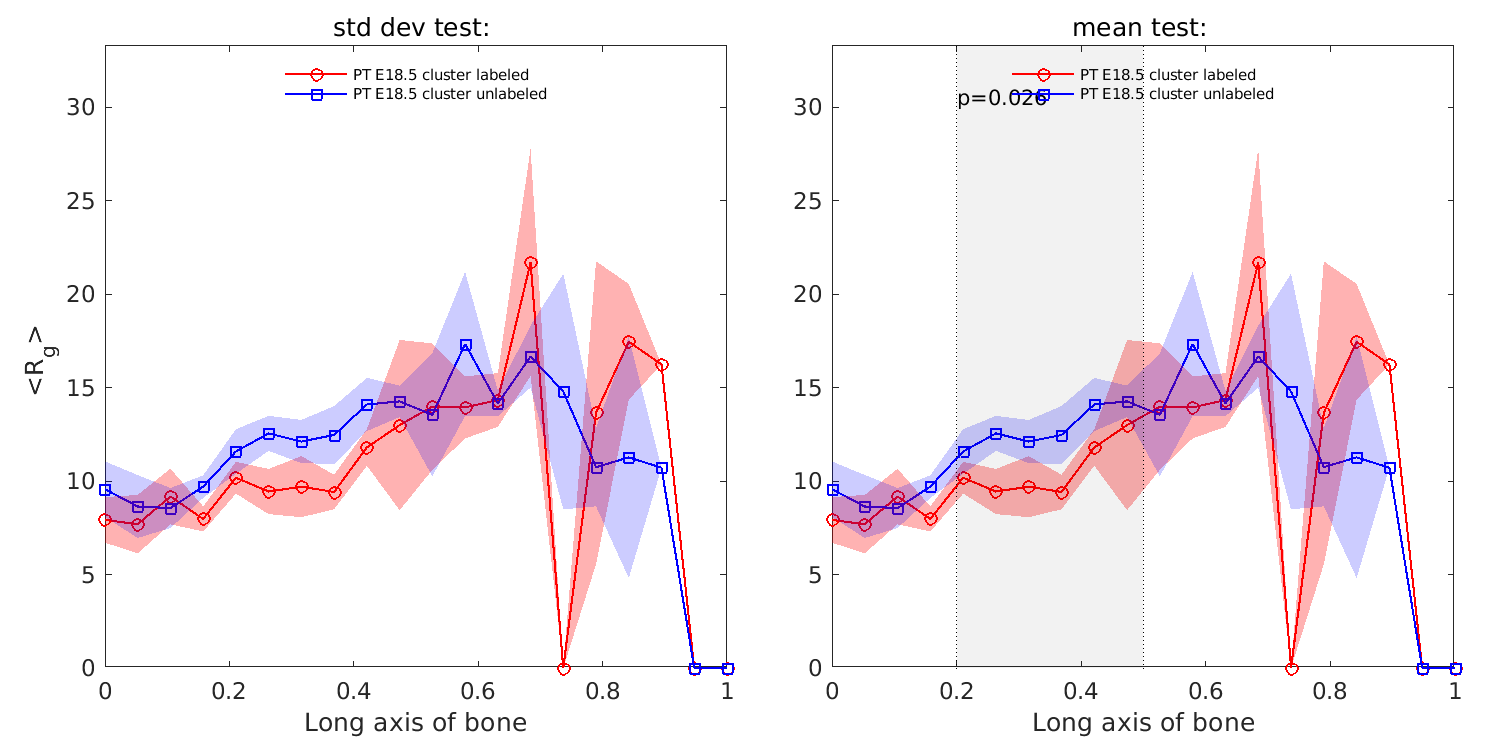 std dev test:
PT E18.5 cluster labeled
PT E18.5 cluster unlabeled
30
25
20
15
10
5
0
<Rg>
0 0.2 0.4 0.6 0.8 1
Long axis of bone
mean test:
PT E18.5 cluster labeled
PT E18.5 cluster unlabeled
p=0.026
30
25
20
15
10
5
0
0 0.2 0.4 0.6 0.8 1
Long axis of bone